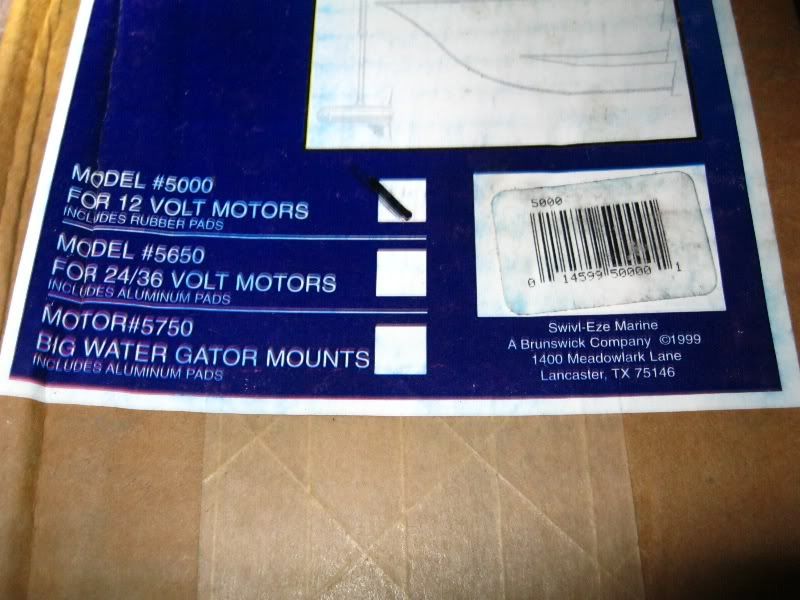 MODEL #5000
FOR 12 VOLT MOTORS
INCLUDES RUBBER PADS
MODEL #5650
FOR 24/36 VOLT MOTORS
INCLUDES ALUMINUM PADS
MOTOR#5750
BIG WATER GATOR MOUNTS
INCLUDES ALUMINUM PADS
5000
0 14599 50000 1
Swivl-Eze Marine
A Brunswick Company ©1999
1400 Meadowlark Lane
Lancaster, TX 75146